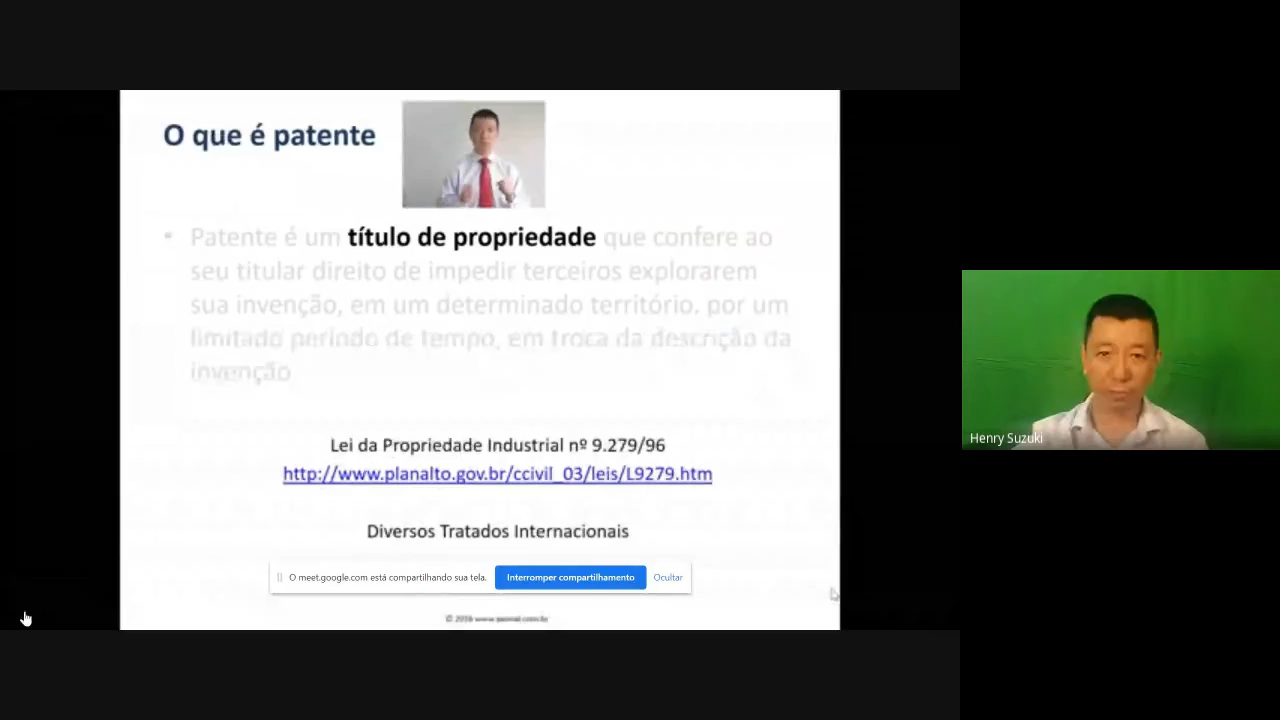 O que é patente
• Patente é um título de propriedade que confere ao
seu titular direito de impedir terceiros explorarem
sua invenção, em um determinado território. por um
limitado período de tempo, em troca da descrição da
invenção
Lei da Propriedade Industrial nº 9.279/96
http://www.planalto.gov.br/ccivil_03/leis/L9279.htm
Diversos Tratados Internacionais
O meet.google.com está compartilhando sua tela. Interromper compartilhamento Ocultar
Henry Suzuki